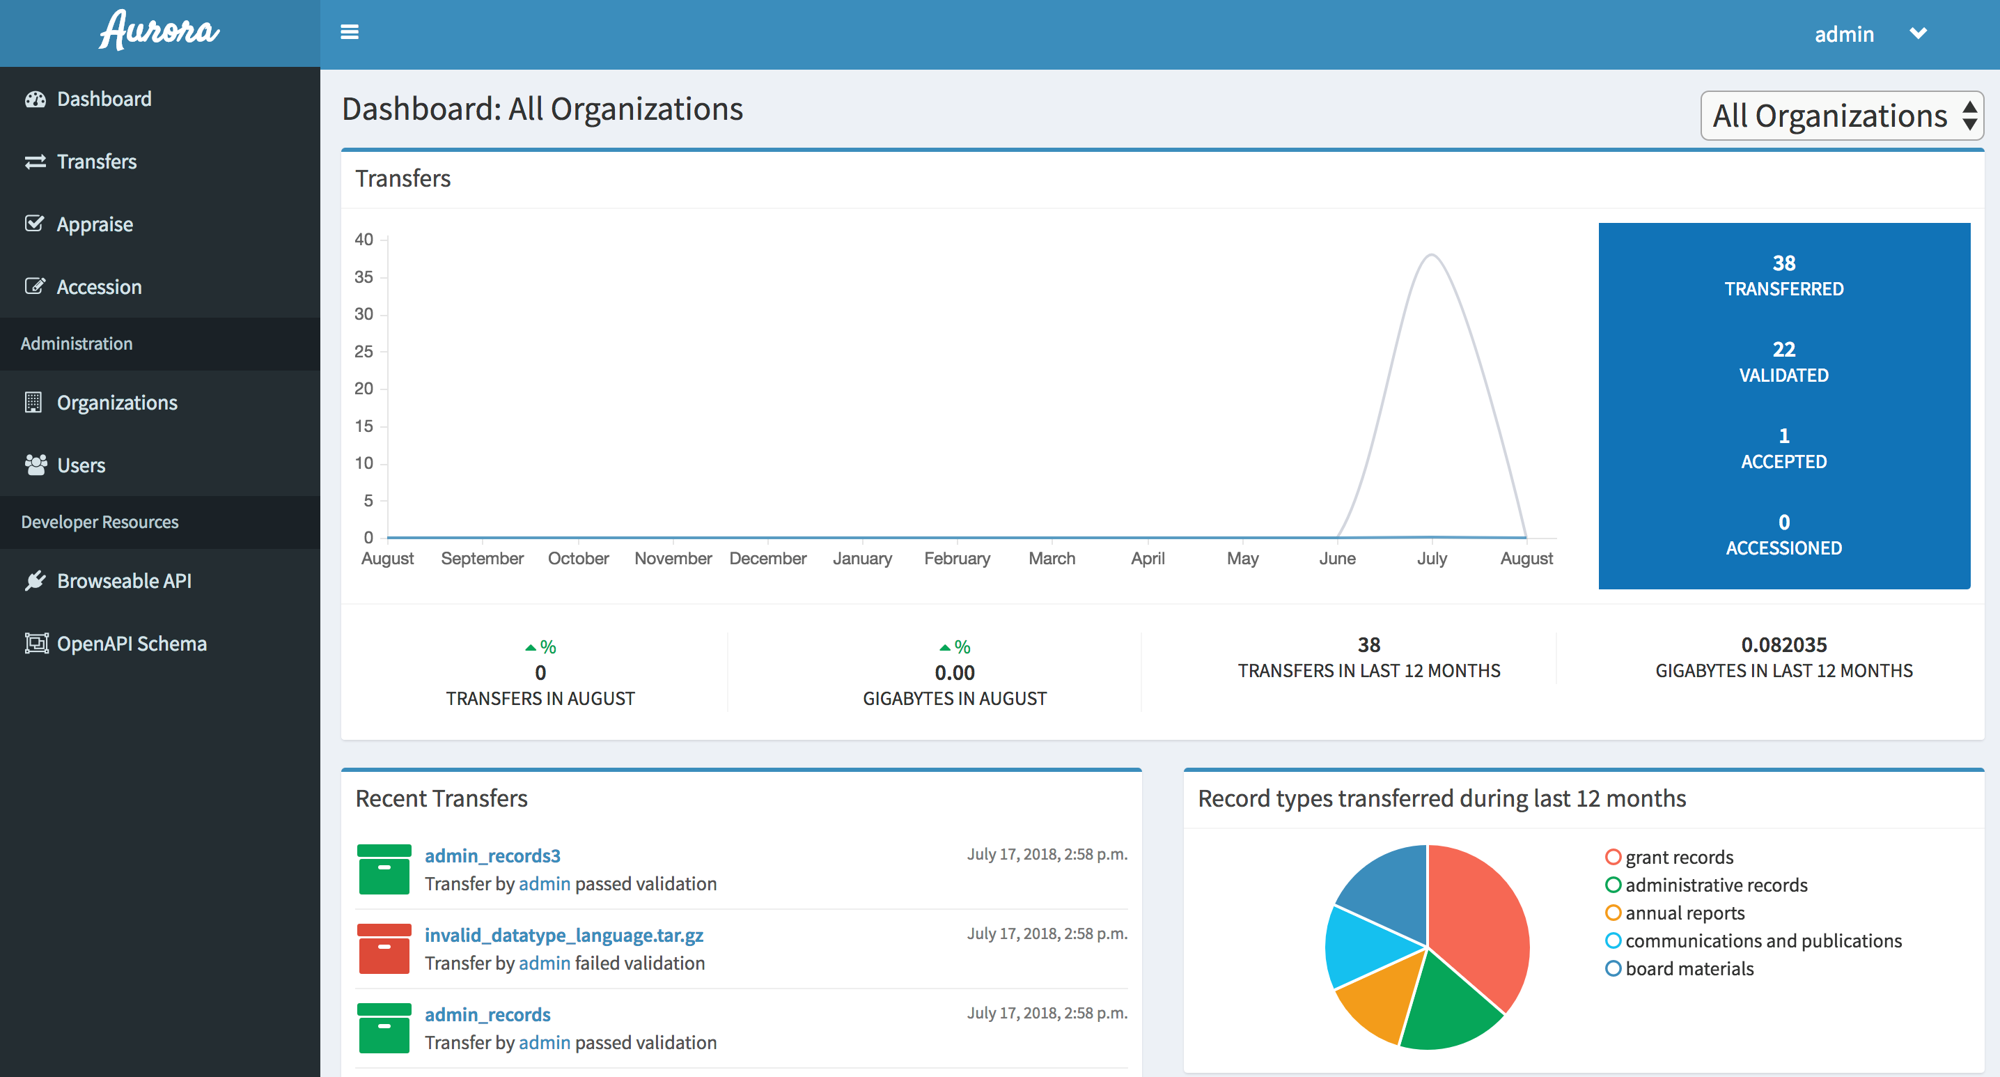 Aurora
admin
Dashboard
Transfers
Appraise
Accession
Administration
Organizations
Users
Developer Resources
Browseable API
OpenAPI Schema
Dashboard: All Organizations
All Organizations
Transfers
40
35
30
25
20
15
10
5
0
August September October November December January February March April May June July August
38
TRANSFERRED
22
VALIDATED
1
ACCEPTED
0
ACCESSIONED
%
0
TRANSFERS IN AUGUST
%
0.00
GIGABYTES IN AUGUST
38
TRANSFERS IN LAST 12 MONTHS
0.082035
GIGABYTES IN LAST 12 MONTHS
Recent Transfers
admin_records3 July 17, 2018, 2:58 p.m.
Transfer by admin passed validation
invalid_datatype_language.tar.gz July 17, 2018, 2:58 p.m.
Transfer by admin failed validation
admin_records July 17, 2018, 2:58 p.m.
Transfer by admin passed validation
Record types transferred during last 12 months
grant records
administrative records
annual reports
communications and publications
board materials